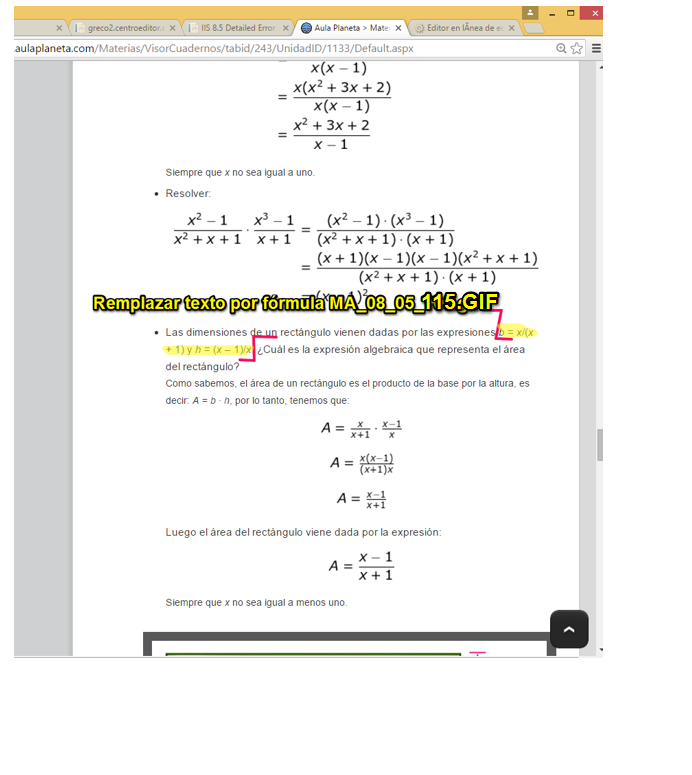 greco2.centroeditor.c IIS 8.5 Detailed Error Aula Planeta > Mate Editor en lÃnea de ec
.aulaplaneta.com/Materias/VisorCuadernos/tabid/243/UnidadID/1133/Default.aspx
x(x − 1)
= x(x² + 3x + 2) / x(x − 1)
= x² + 3x + 2 / x − 1
Siempre que x no sea igual a uno.
• Resolver:
x² − 1 / x² + x + 1 · x³ − 1 / x + 1 = (x² − 1) · (x³ − 1) / (x² + x + 1) · (x + 1)
= (x + 1)(x − 1)(x − 1)(x² + x + 1) / (x² + x + 1) · (x + 1)
Remplazar texto por fórmula MA_08_05_115.GIF
• Las dimensiones de un rectángulo vienen dadas por las expresiones b = x/(x
+ 1) y h = (x − 1)/x. ¿Cuál es la expresión algebraica que representa el área
del rectángulo?
Como sabemos, el área de un rectángulo es el producto de la base por la altura, es
decir: A = b · h, por lo tanto, tenemos que:
A = x / x+1 · x−1 / x
A = x(x−1) / (x+1)x
A = x−1 / x+1
Luego el área del rectángulo viene dada por la expresión:
A = x − 1 / x + 1
Siempre que x no sea igual a menos uno.